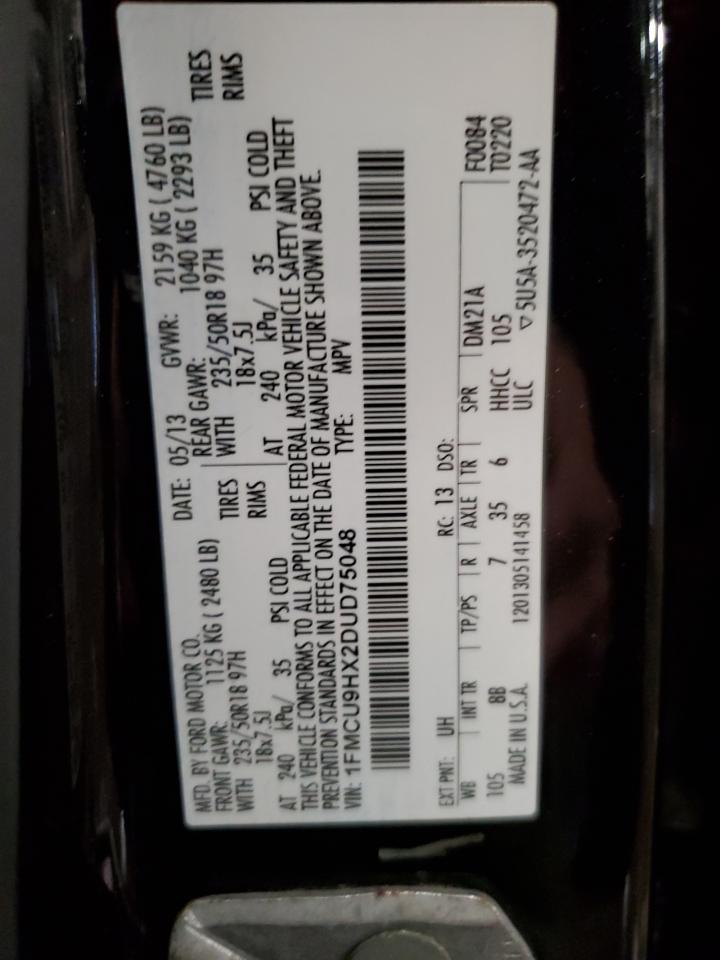 MFD. BY FORD MOTOR CO.
DATE: 05/13 GVWR: 2159 KG ( 4760 LB)
FRONT GAWR: 1125 KG ( 2480 LB) REAR GAWR: 1040 KG ( 2293 LB)
WITH 235/50R18 97H TIRES WITH 235/50R18 97H TIRES
18x7.5J RIMS 18x7.5J RIMS
AT 240 kPa/ 35 PSI COLD AT 240 kPa/ 35 PSI COLD
THIS VEHICLE CONFORMS TO ALL APPLICABLE FEDERAL MOTOR VEHICLE SAFETY AND THEFT
PREVENTION STANDARDS IN EFFECT ON THE DATE OF MANUFACTURE SHOWN ABOVE.
VIN: 1FMCU9HX2DUD75048 TYPE: MPV
EXT PNT: UH RC: 13 DSO: F0084
WB INT TR TP/PS R AXLE TR SPR DM21A T0220
105 8B 7 35 6 HHCC 105
MADE IN U.S.A. 1201305141458 ULC ▽5U5A-3520472-AA